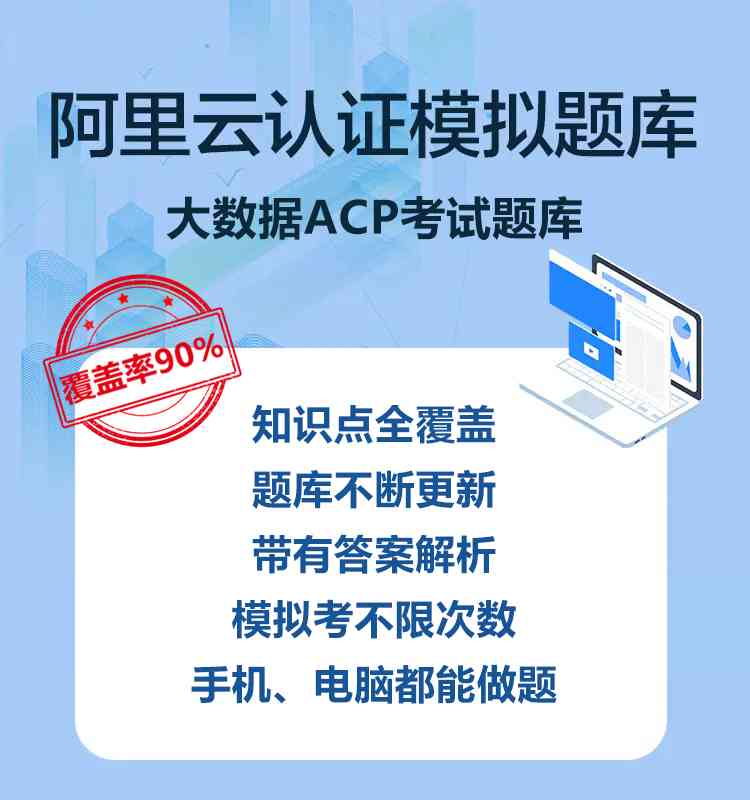 阿里云认证模拟题库
大数据ACP考试题库
覆盖率90%
知识点全覆盖
题库不断更新
带有答案解析
模拟考不限次数
手机、电脑都能做题